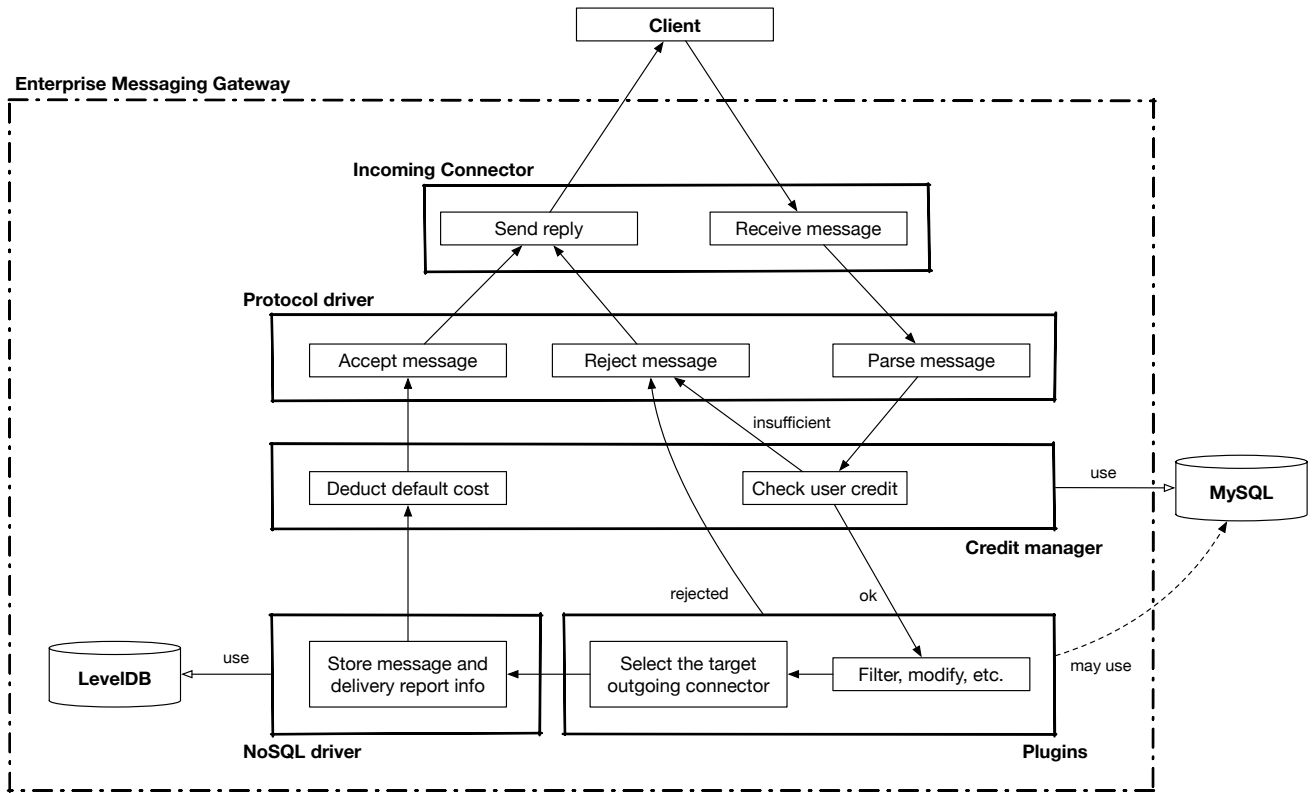 Client
Enterprise Messaging Gateway
Incoming Connector
Send reply
Receive message
Protocol driver
Accept message
Reject message
Parse message
insufficient
Deduct default cost
Check user credit
use
MySQL
Credit manager
rejected
ok
use
LevelDB
Store message and
delivery report info
Select the target
outgoing connector
Filter, modify, etc.
may use
NoSQL driver
Plugins